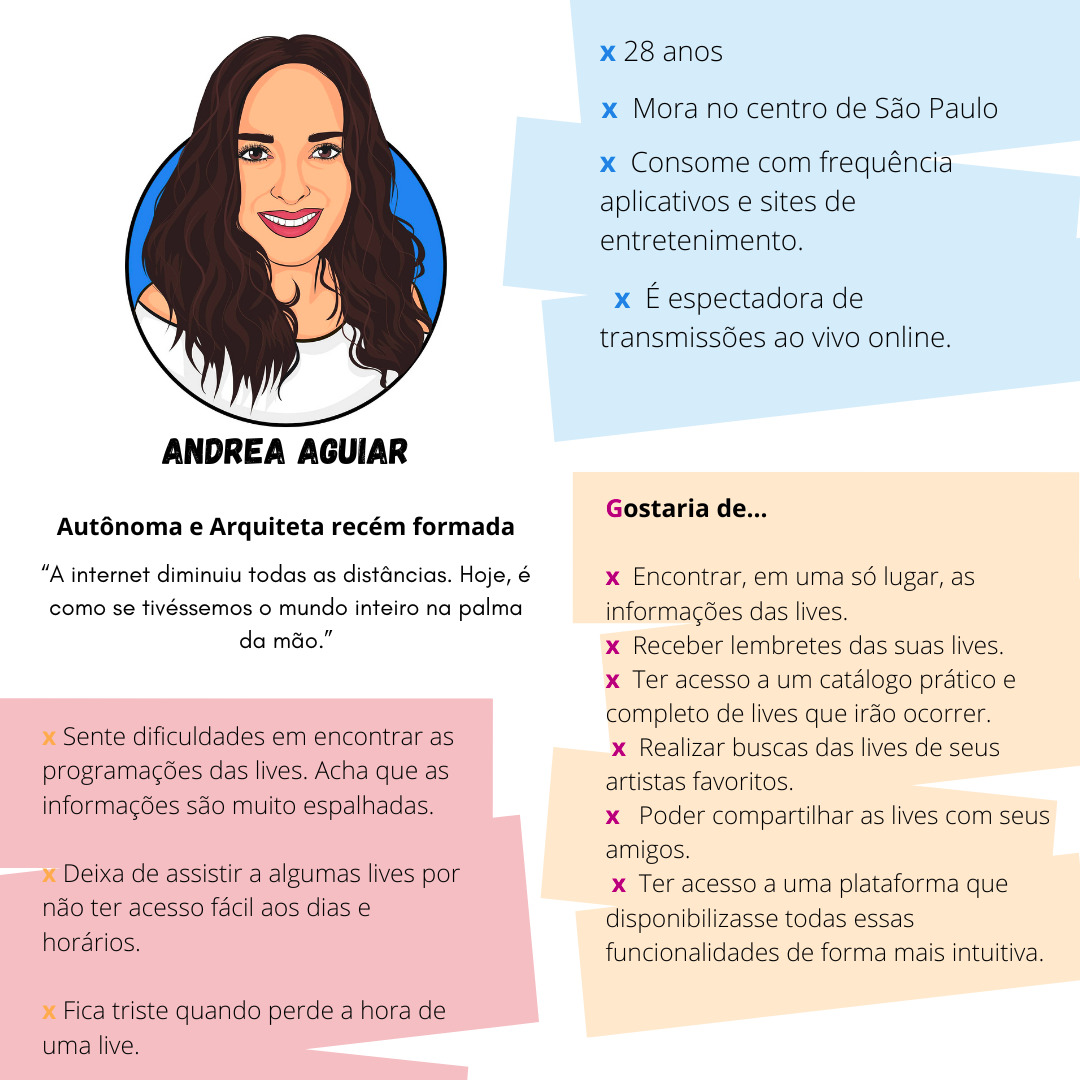 ANDREA AGUIAR
Autônoma e Arquiteta recém formada
“A internet diminuiu todas as distâncias. Hoje, é
como se tivéssemos o mundo inteiro na palma
da mão.”
x Sente dificuldades em encontrar as
programações das lives. Acha que as
informações são muito espalhadas.
x Deixa de assistir a algumas lives por
não ter acesso fácil aos dias e
horários.
x Fica triste quando perde a hora de
uma live.
x 28 anos
x Mora no centro de São Paulo
x Consome com frequência
aplicativos e sites de
entretenimento.
x É espectadora de
transmissões ao vivo online.
Gostaria de...
x Encontrar, em uma só lugar, as
informações das lives.
x Receber lembretes das suas lives.
x Ter acesso a um catálogo prático e
completo de lives que irão ocorrer.
x Realizar buscas das lives de seus
artistas favoritos.
x Poder compartilhar as lives com seus
amigos.
x Ter acesso a uma plataforma que
disponibilizasse todas essas
funcionalidades de forma mais intuitiva.